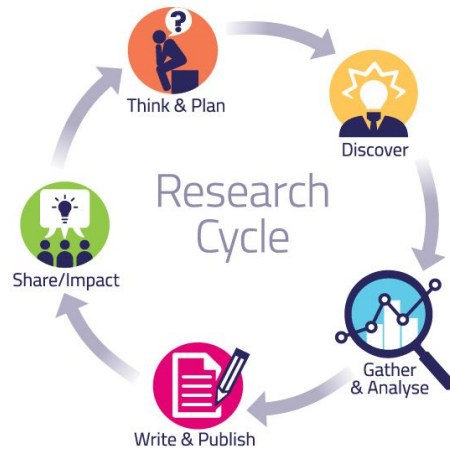 ?
Think & Plan
Discover
Research
Cycle
Share/Impact
Gather
& Analyse
Write & Publish